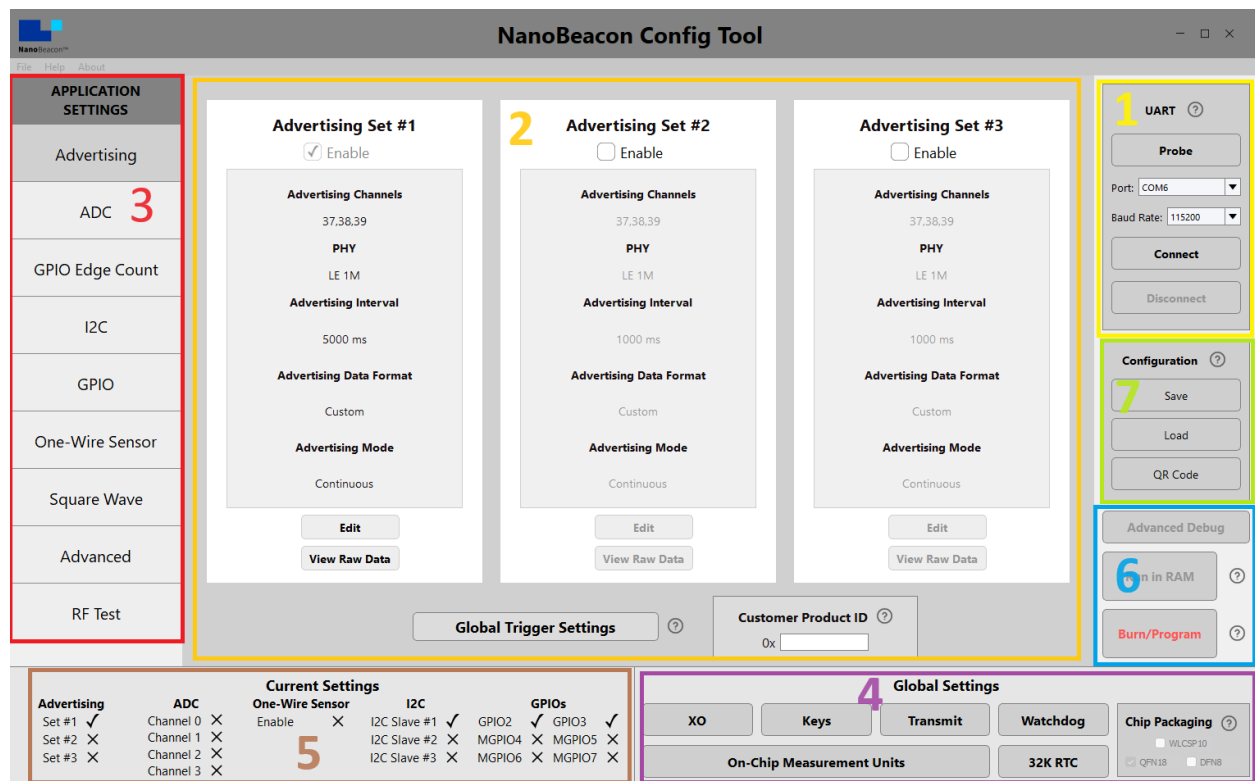 NanoBeacon™
NanoBeacon Config Tool
File Help About
APPLICATION
SETTINGS
Advertising
ADC
3
GPIO Edge Count
I2C
GPIO
One-Wire Sensor
Square Wave
Advanced
RF Test
2
Advertising Set #1
Enable
Advertising Channels
37,38,39
PHY
LE 1M
Advertising Interval
5000 ms
Advertising Data Format
Custom
Advertising Mode
Continuous
Edit
View Raw Data
Advertising Set #2
Enable
Advertising Channels
37,38,39
PHY
LE 1M
Advertising Interval
1000 ms
Advertising Data Format
Custom
Advertising Mode
Continuous
Edit
View Raw Data
Advertising Set #3
Enable
Advertising Channels
37,38,39
PHY
LE 1M
Advertising Interval
1000 ms
Advertising Data Format
Custom
Advertising Mode
Continuous
Edit
View Raw Data
Global Trigger Settings ?
Customer Product ID ?
0x
1
UART ?
Probe
Port: COM6
Baud Rate: 115200
Connect
Disconnect
Configuration ?
7
Save
Load
QR Code
Advanced Debug
6
in RAM ?
Burn/Program ?
Current Settings
Advertising ADC One-Wire Sensor I2C GPIOs
Set #1 Channel 0 Enable I2C Slave #1 GPIO2 GPIO3
Set #2 Channel 1 I2C Slave #2 MGPIO4 MGPIO5
Set #3 Channel 2 I2C Slave #3 MGPIO6 MGPIO7
Channel 3
5
4
Global Settings
XO Keys Transmit Watchdog
On-Chip Measurement Units 32K RTC
Chip Packaging ?
WLCSP10
QFN18 DFN8